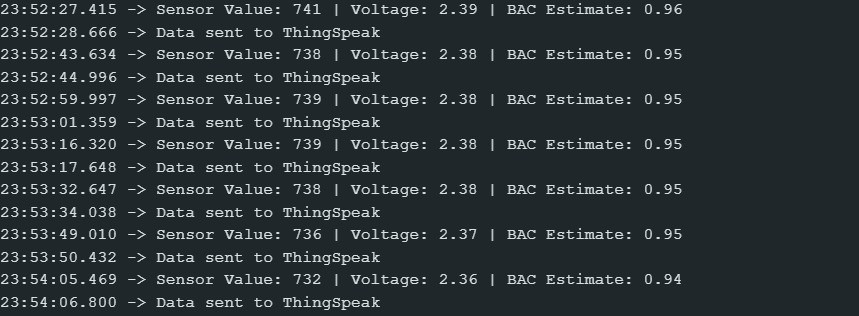 23:52:27.415 -> Sensor Value: 741 | Voltage: 2.39 | BAC Estimate: 0.96
23:52:28.666 -> Data sent to ThingSpeak
23:52:43.634 -> Sensor Value: 738 | Voltage: 2.38 | BAC Estimate: 0.95
23:52:44.996 -> Data sent to ThingSpeak
23:52:59.997 -> Sensor Value: 739 | Voltage: 2.38 | BAC Estimate: 0.95
23:53:01.359 -> Data sent to ThingSpeak
23:53:16.320 -> Sensor Value: 739 | Voltage: 2.38 | BAC Estimate: 0.95
23:53:17.648 -> Data sent to ThingSpeak
23:53:32.647 -> Sensor Value: 738 | Voltage: 2.38 | BAC Estimate: 0.95
23:53:34.038 -> Data sent to ThingSpeak
23:53:49.010 -> Sensor Value: 736 | Voltage: 2.37 | BAC Estimate: 0.95
23:53:50.432 -> Data sent to ThingSpeak
23:54:05.469 -> Sensor Value: 732 | Voltage: 2.36 | BAC Estimate: 0.94
23:54:06.800 -> Data sent to ThingSpeak